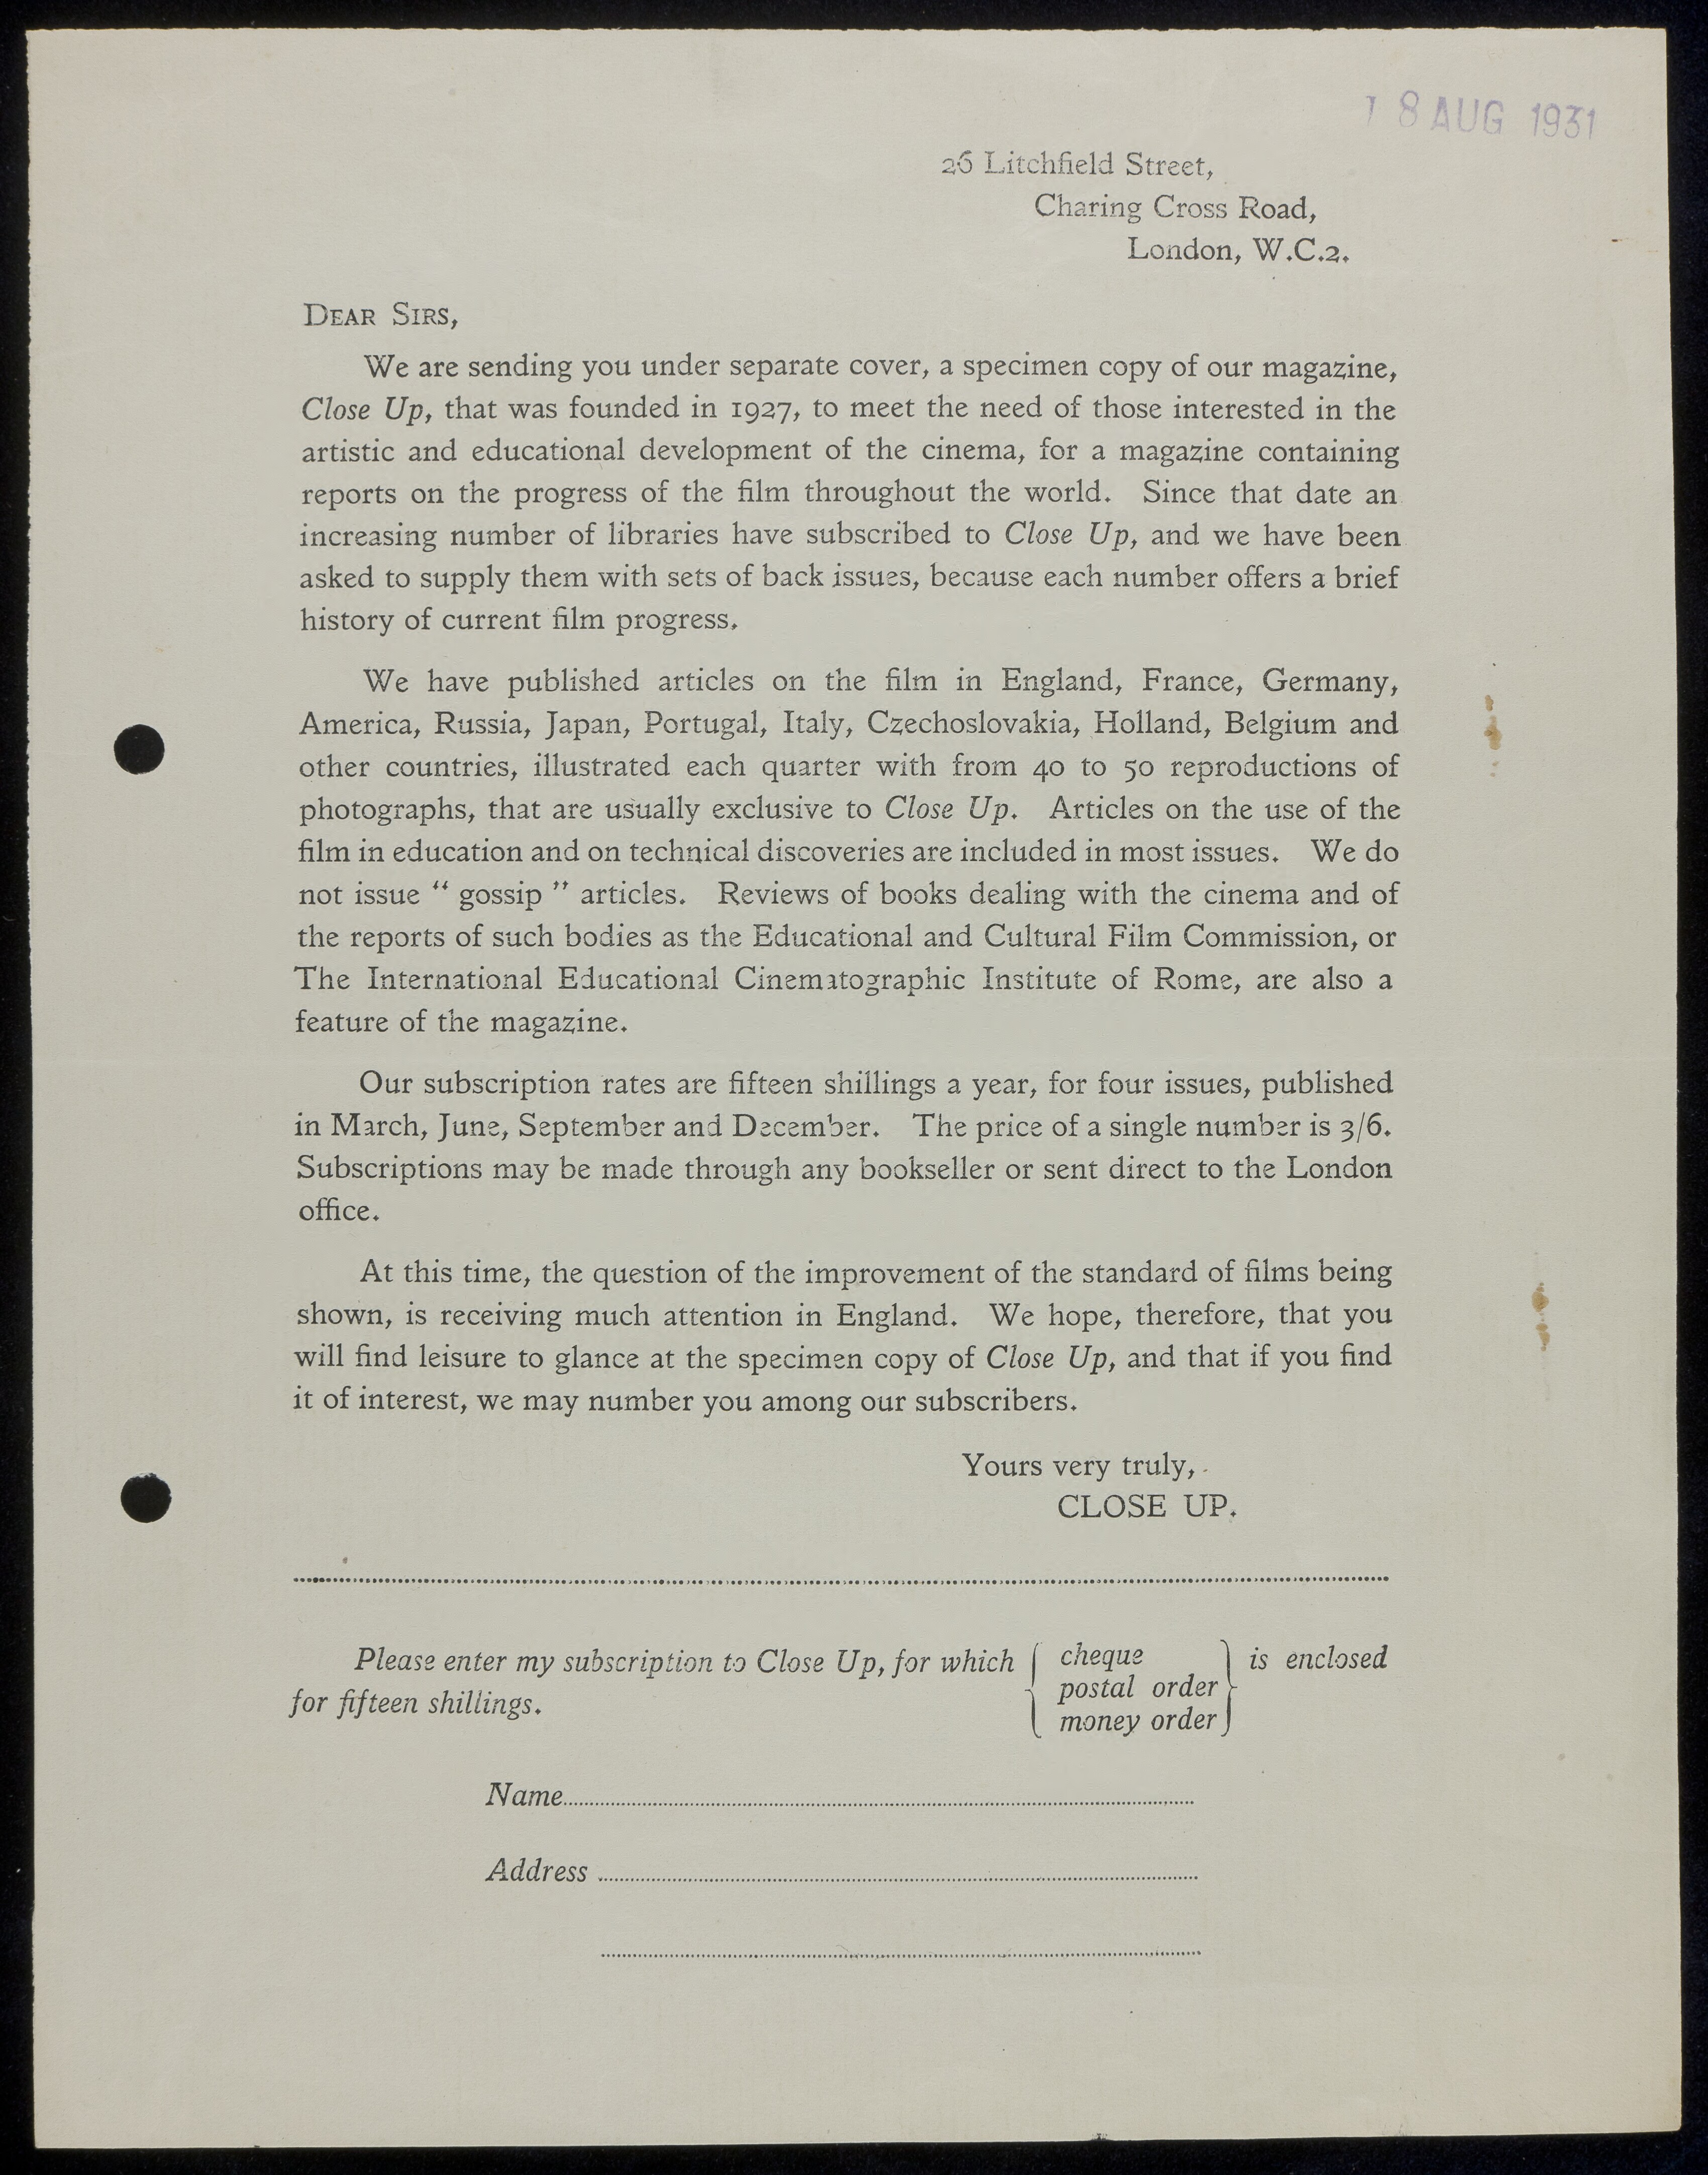 18 AUG 1931
26 Litchfield Street,
Charing Cross Road,
London, W.C.2.
DEAR SIRS,
We are sending you under separate cover, a specimen copy of our magazine,
Close Up, that was founded in 1927, to meet the need of those interested in the
artistic and educational development of the cinema, for a magazine containing
reports on the progress of the film throughout the world. Since that date an
increasing number of libraries have subscribed to Close Up, and we have been
asked to supply them with sets of back issues, because each number offers a brief
history of current film progress.
We have published articles on the film in England, France, Germany,
America, Russia, Japan, Portugal, Italy, Czechoslovakia, Holland, Belgium and
other countries, illustrated each quarter with from 40 to 50 reproductions of
photographs, that are usually exclusive to Close Up. Articles on the use of the
film in education and on technical discoveries are included in most issues. We do
not issue “ gossip ” articles. Reviews of books dealing with the cinema and of
the reports of such bodies as the Educational and Cultural Film Commission, or
The International Educational Cinematographic Institute of Rome, are also a
feature of the magazine.
Our subscription rates are fifteen shillings a year, for four issues, published
in March, June, September and December. The price of a single number is 3/6.
Subscriptions may be made through any bookseller or sent direct to the London
office.
At this time, the question of the improvement of the standard of films being
shown, is receiving much attention in England. We hope, therefore, that you
will find leisure to glance at the specimen copy of Close Up, and that if you find
it of interest, we may number you among our subscribers.
Yours very truly,
CLOSE UP.
Please enter my subscription to Close Up, for which { cheque } is enclosed
postal order
for fifteen shillings.
money order
Name
Address